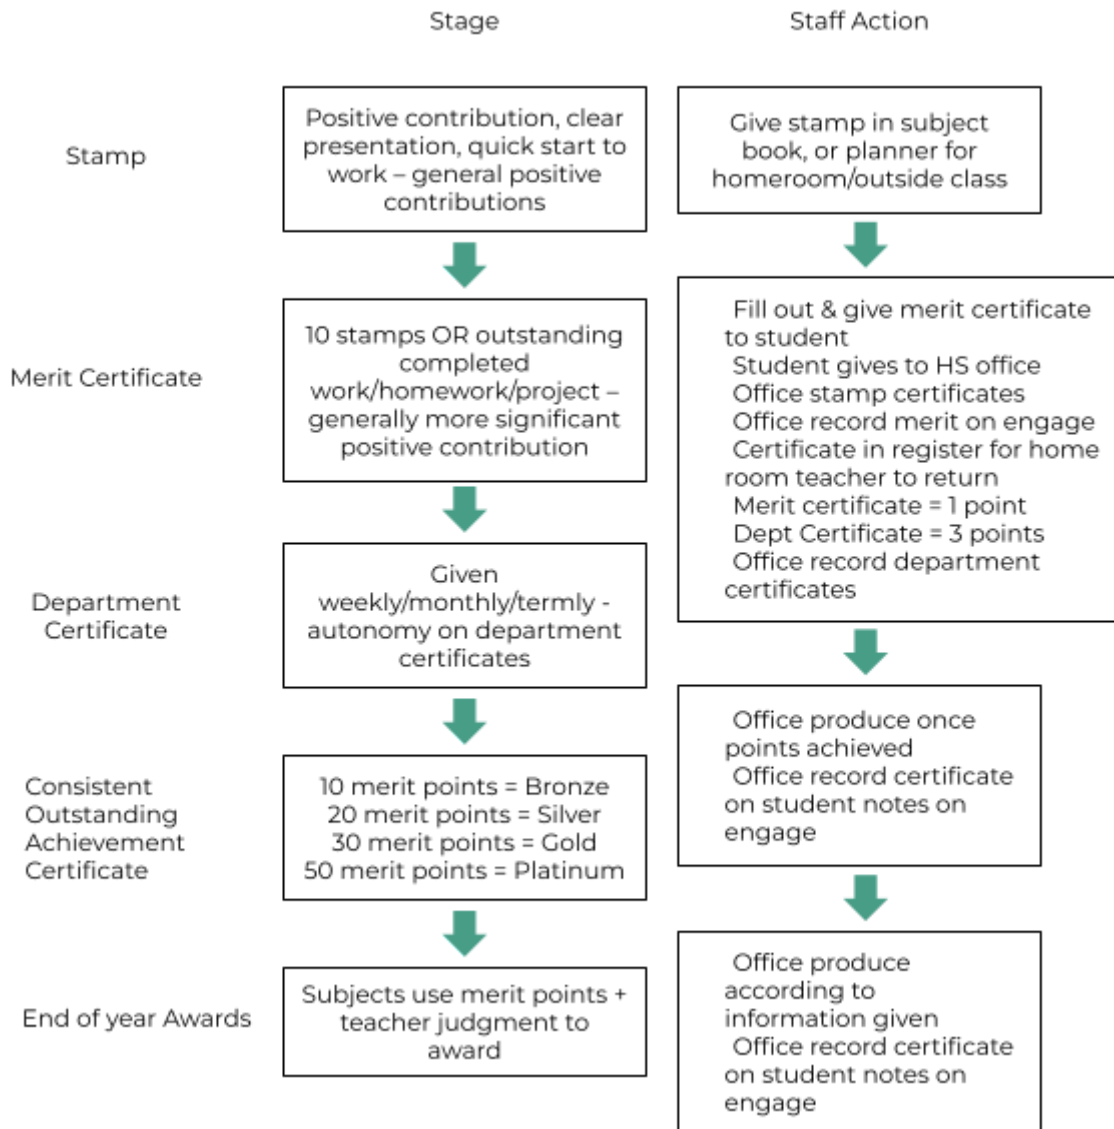 Stage
Staff Action
Stamp
Positive contribution, clear
presentation, quick start to
work – general positive
contributions
Give stamp in subject
book, or planner for
homeroom/outside class
Merit Certificate
10 stamps OR outstanding
completed
work/homework/project –
generally more significant
positive contribution
Fill out & give merit certificate
to student
Student gives to HS office
Office stamp certificates
Office record merit on engage
Certificate in register for home
room teacher to return
Merit certificate = 1 point
Dept Certificate = 3 points
Office record department
certificates
Department
Certificate
Given
weekly/monthly/termly -
autonomy on department
certificates
Consistent
Outstanding
Achievement
Certificate
10 merit points = Bronze
20 merit points = Silver
30 merit points = Gold
50 merit points = Platinum
Office produce once
points achieved
Office record certificate
on student notes on
engage
End of year Awards
Subjects use merit points +
teacher judgment to
award
Office produce
according to
information given
Office record certificate
on student notes on
engage